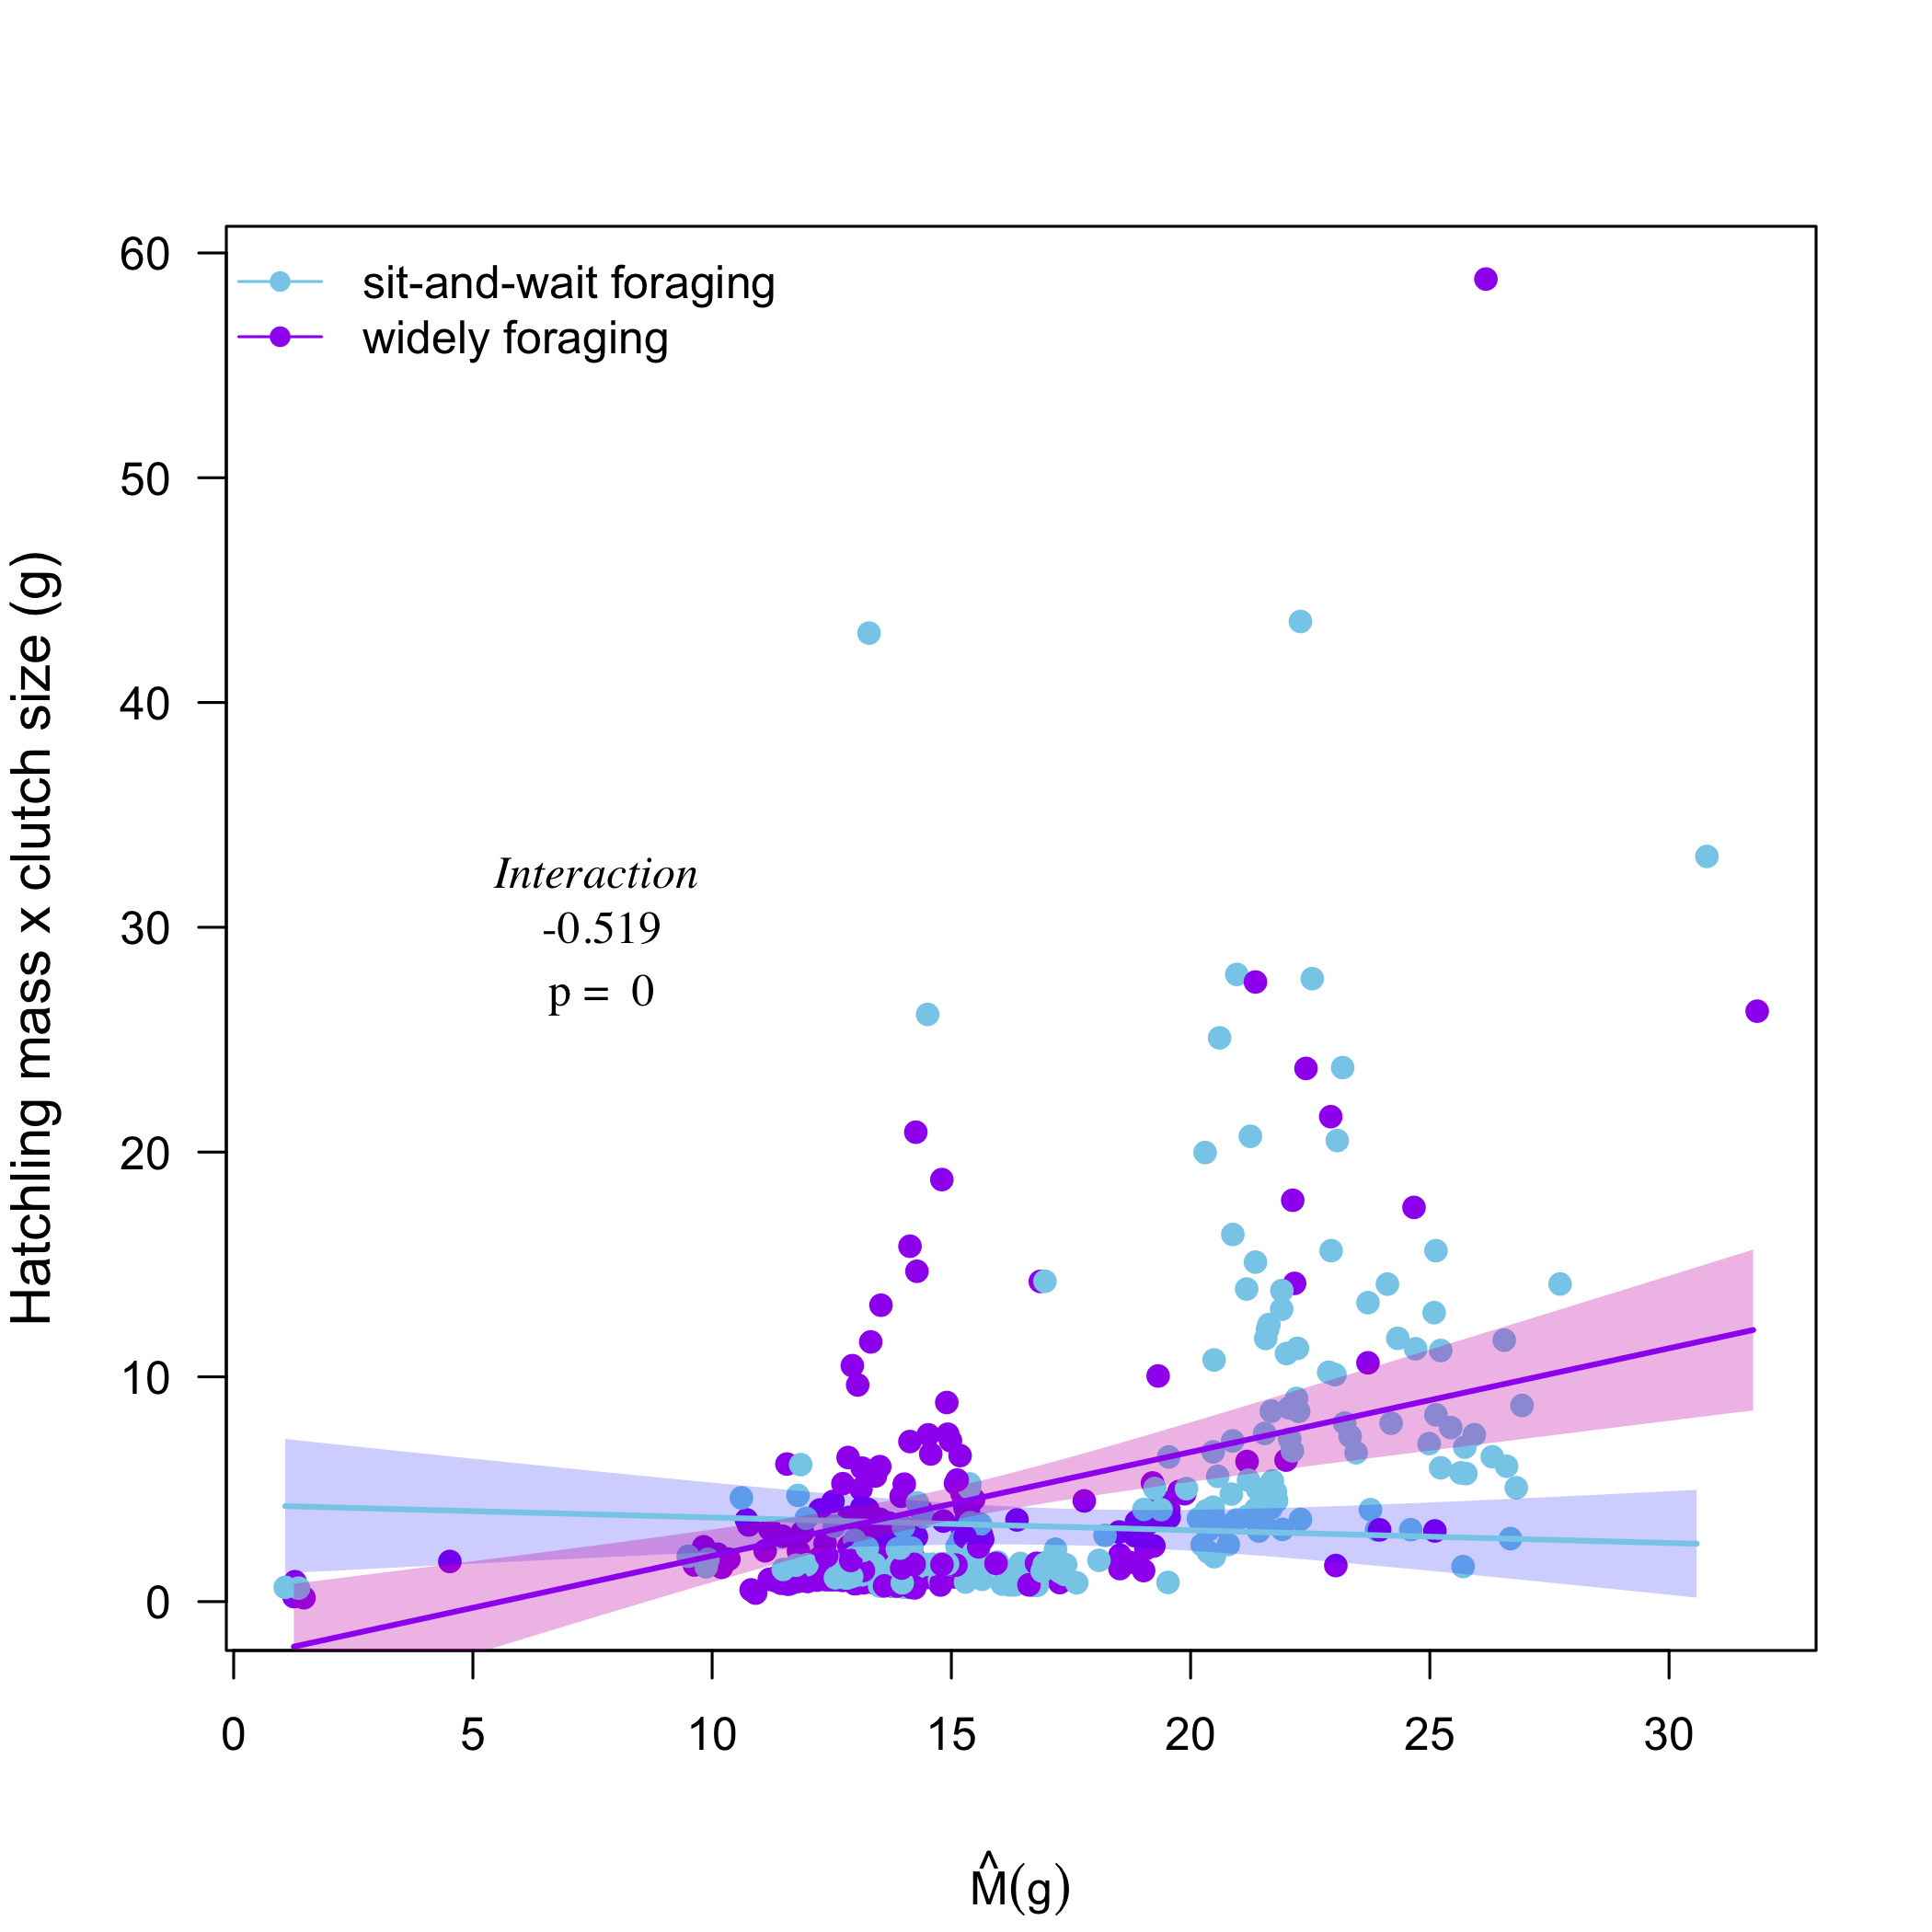 sit-and-wait foraging
widely foraging
60
50
40
30
20
10
0
Hatchling mass x clutch size (g)
Interaction
-0.519
p = 0
0 5 10 15 20 25 30
M̂(g)